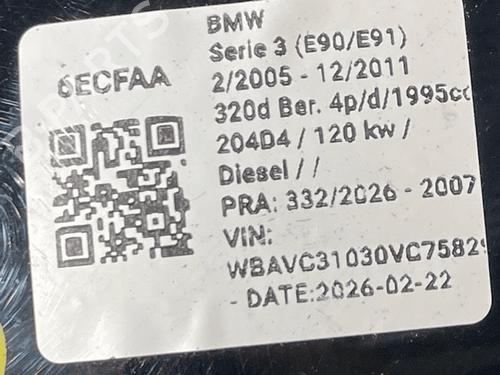 BMW
Serie 3 (E90/E91)
6ECFAA
2/2005 - 12/2011
320d Ber. 4p/d/1995cc
204D4 / 120 kw /
Diesel / /
PRA: 332/2026 - 2007
VIN:
WBAVC31030VC75829
- DATE:2026-02-22